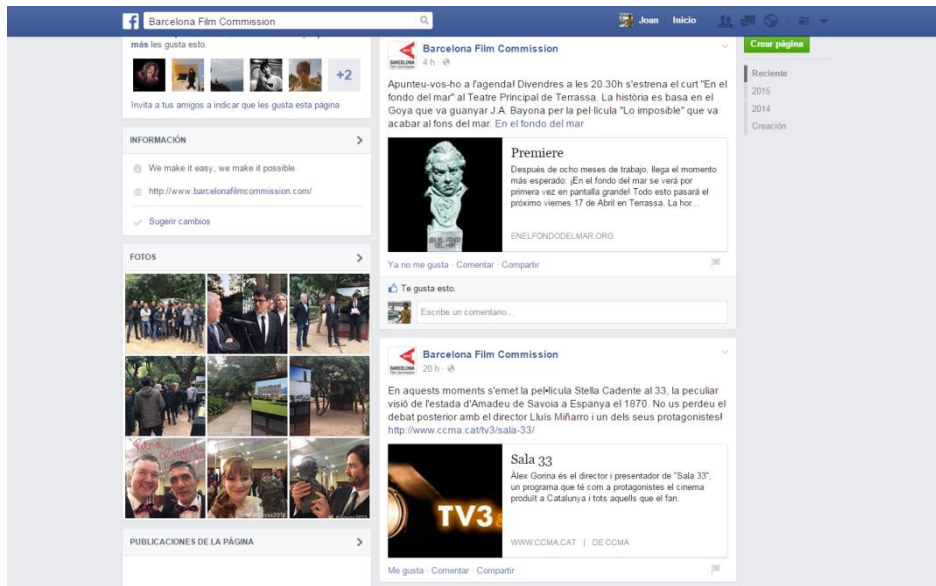 Barcelona Film Commission
Joan Inicio
más les gusta esto.
+2
Invita a tus amigos a indicar que les gusta esta página
INFORMACIÓN
We make it easy, we make it possible.
http://www.barcelonafilmcommission.com/
Sugerir cambios
FOTOS
PUBLICACIONES DE LA PÁGINA
Barcelona Film Commission
4 h
Apunteu-vos-ho a l'agenda! Divendres a les 20.30h s'estrena el curt "En el
fondo del mar" al Teatre Principal de Terrassa. La història es basa en el
Goya que va guanyar J.A. Bayona per la pel·lícula "Lo imposible" que va
acabar al fons del mar. En el fondo del mar
EN EL FONDO
DEL MAR
Premiere
Después de ocho meses de trabajo, llega el momento
más esperado: ¡En el fondo del mar se verá por
primera vez en pantalla grande! Todo esto pasará el
próximo viernes 17 de Abril en Terrassa. La hor...
ENELFONDODELMAR.ORG
Ya no me gusta · Comentar · Compartir
Te gusta esto.
Escribe un comentario...
Barcelona Film Commission
20 h
En aquests moments s'emet la pel•lícula Stella Cadente al 33, la peculiar
visió de l'estada d'Amadeu de Savoia a Espanya el 1870. No us perdeu el
debat posterior amb el director Lluís Miñarro i un dels seus protagonistes!
http://www.ccma.cat/tv3/sala-33/
TV3
Sala 33
Àlex Gorina és el director i presentador de "Sala 33",
un programa que té com a protagonistes el cinema
produït a Catalunya i tots aquells que el fan.
WWW.CCMA.CAT | DE CCMA
Me gusta · Comentar · Compartir
Crear página
Reciente
2015
2014
Creación